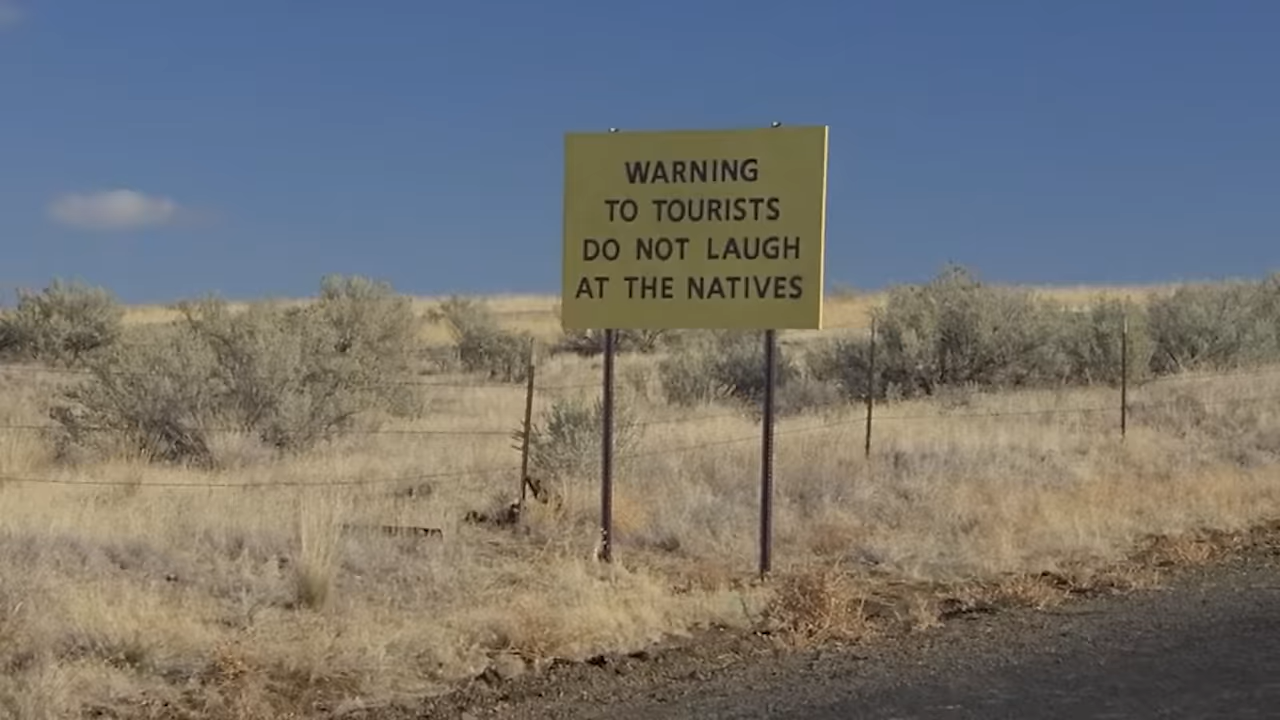 WARNING
TO TOURISTS
DO NOT LAUGH
AT THE NATIVES